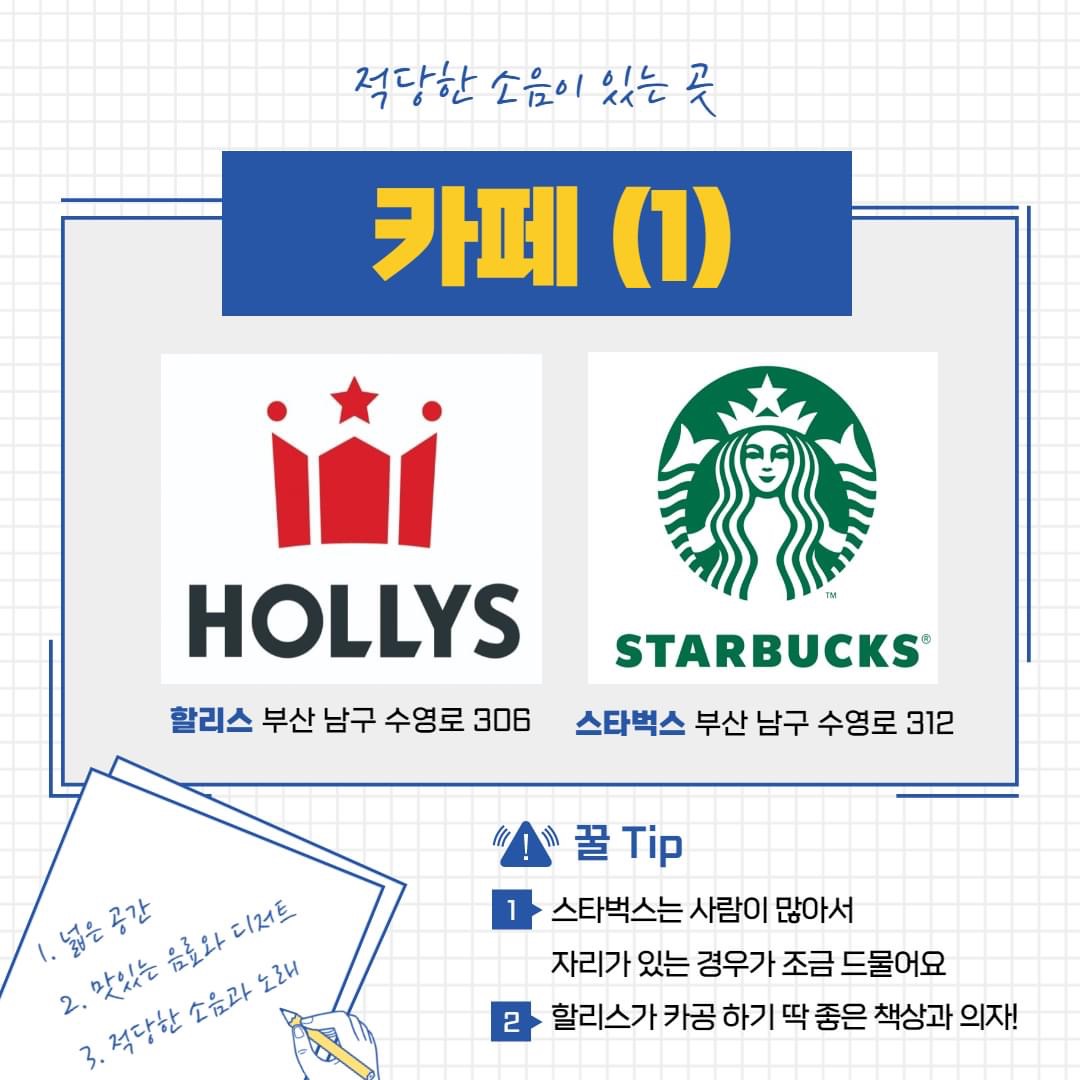 적당한 소음이 있는 곳
카페 (1)
HOLLYS
TM
STARBUCKS®
할리스 부산 남구 수영로 306
스타벅스 부산 남구 수영로 312
꿀 Tip
1 스타벅스는 사람이 많아서
자리가 있는 경우가 조금 드물어요
2 할리스가 카공 하기 딱 좋은 책상과 의자!
1. 넓은 공간
2. 맛있는 음료와 디저트
3. 적당한 소음과 노래